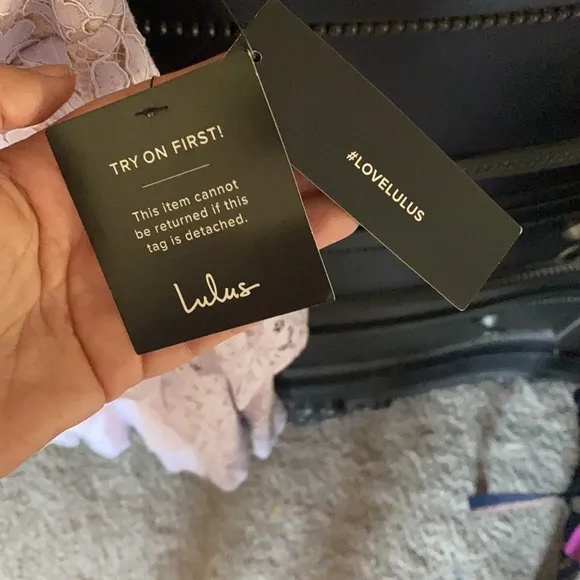 TRY ON FIRST!
This item cannot
be returned if this
tag is detached.
Lulus
#LOVELULUS